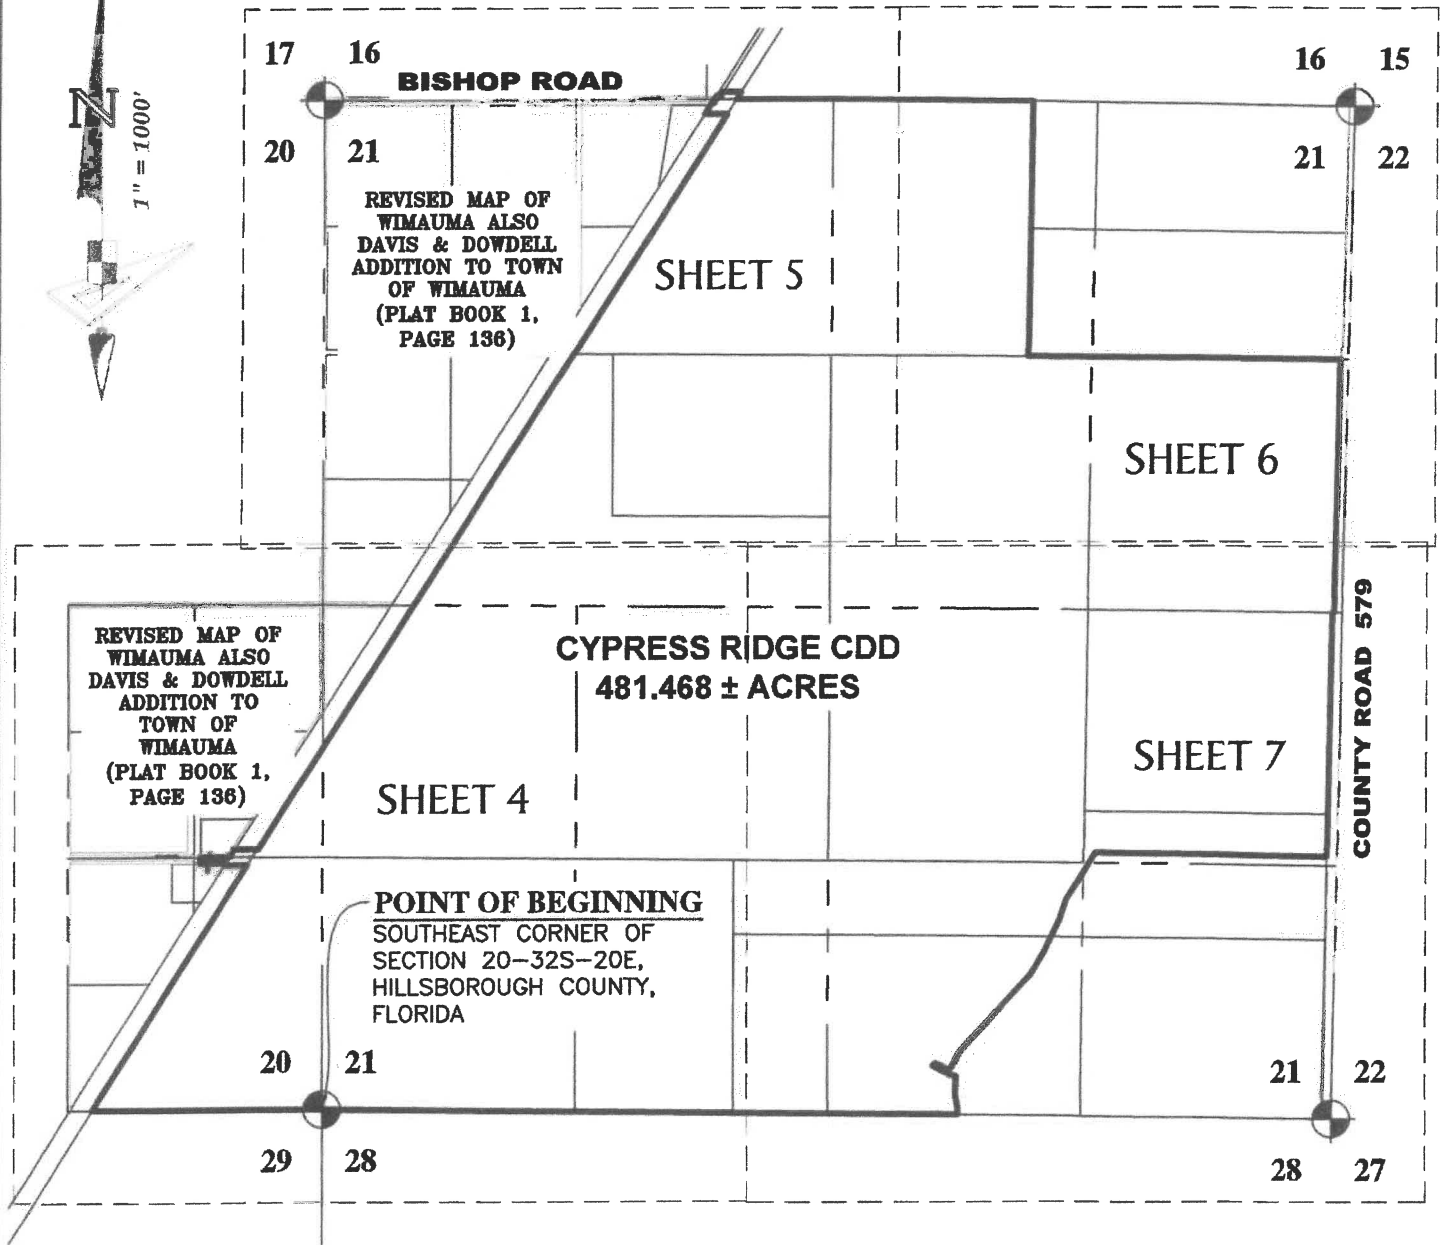 17 16
BISHOP ROAD
16 15
N
1" = 1000'
20 21
21 22
REVISED MAP OF
WIMAUMA ALSO
DAVIS & DOWDELL
ADDITION TO TOWN
OF WIMAUMA
(PLAT BOOK 1,
PAGE 136)
SHEET 5
SHEET 6
COUNTY ROAD 579
REVISED MAP OF
WIMAUMA ALSO
DAVIS & DOWDELL
ADDITION TO
TOWN OF
WIMAUMA
(PLAT BOOK 1,
PAGE 136)
CYPRESS RIDGE CDD
481.468 ± ACRES
SHEET 7
SHEET 4
POINT OF BEGINNING
SOUTHEAST CORNER OF
SECTION 20-32S-20E,
HILLSBOROUGH COUNTY,
FLORIDA
20 21
21 22
29 28
28 27